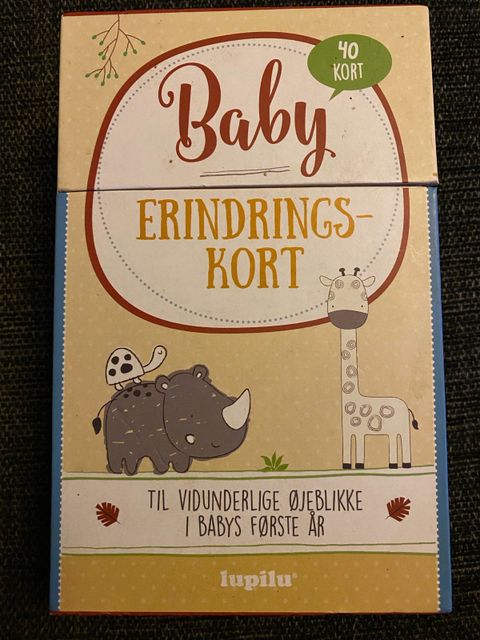 40
KORT
Baby
ERINDRINGS-
KORT
TIL VIDUNDERLIGE ØJEBLIKKE
I BABYS FØRSTE ÅR
lupilu®